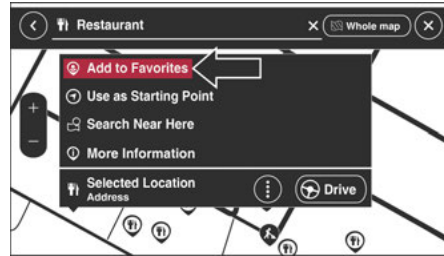 Restaurant
Whole map
Add to Favorites
Use as Starting Point
Search Near Here
More Information
Selected Location
Address
Drive